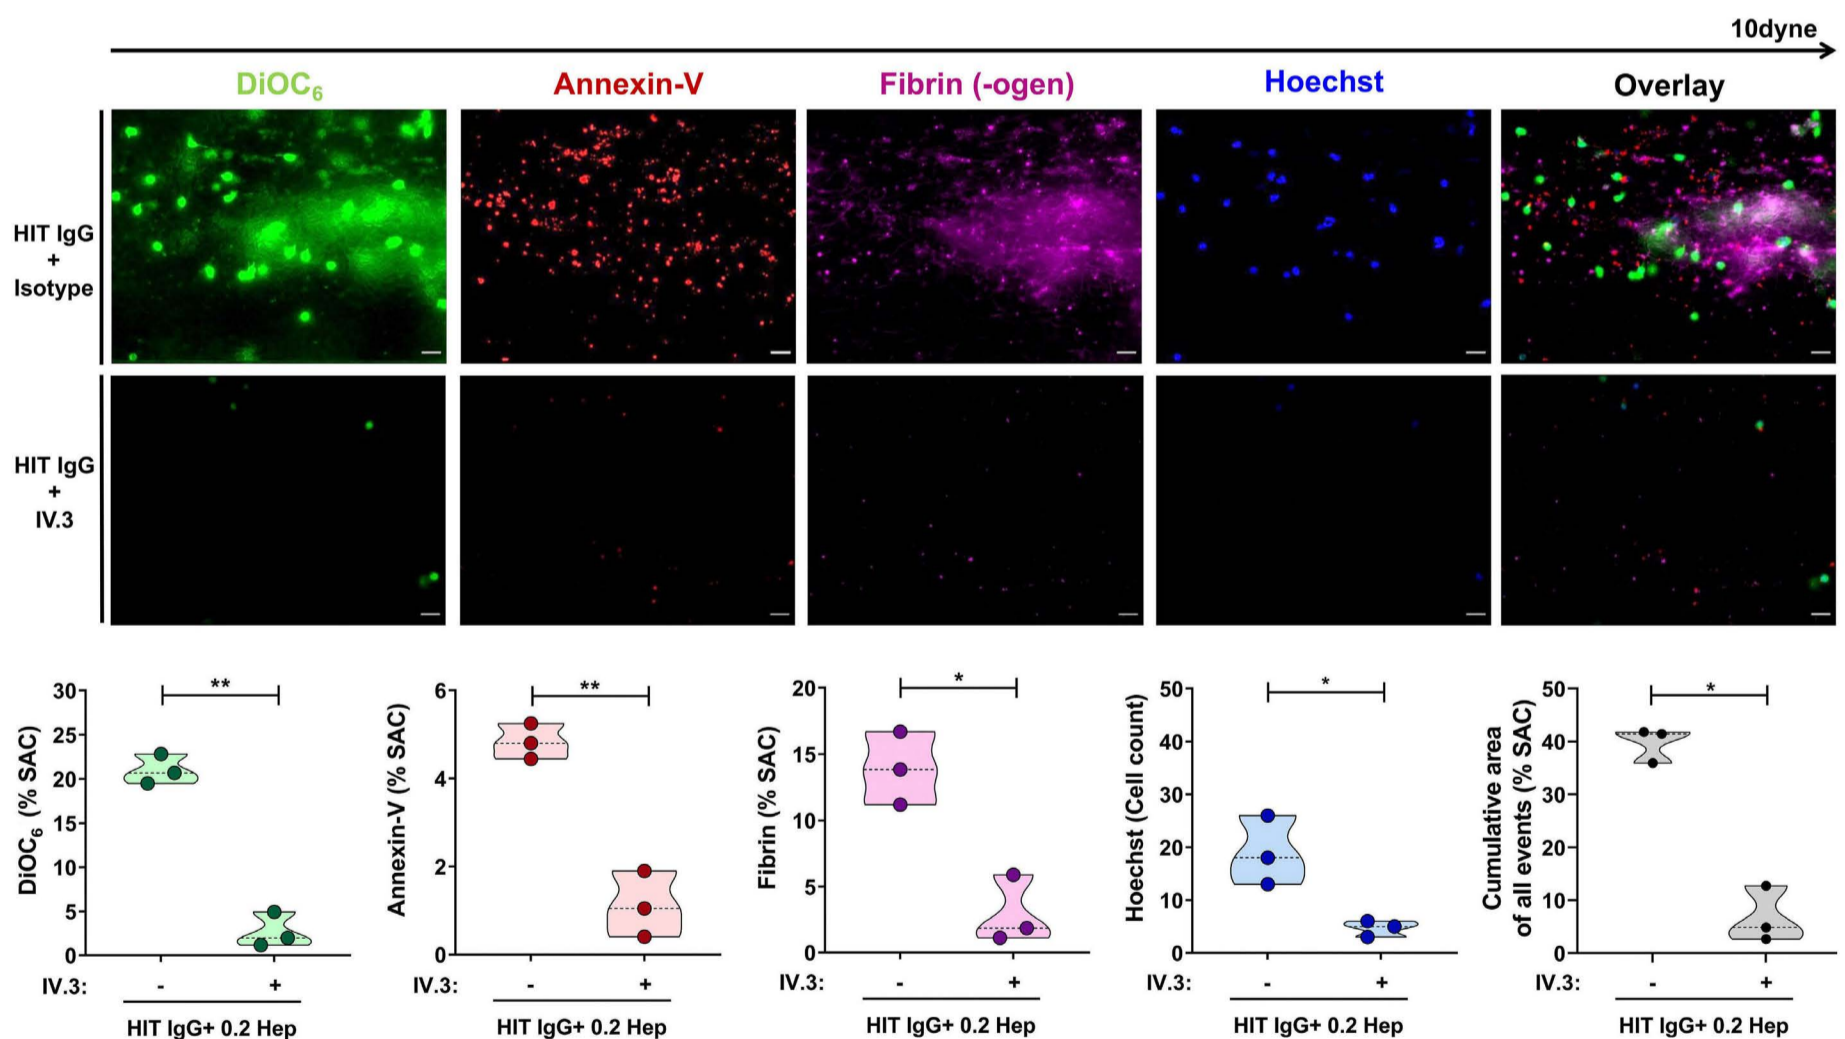 10dyne
DiOC6
Annexin-V
Fibrin (-ogen)
Hoechst
Overlay
HIT IgG
+
Isotype
HIT IgG
+
IV.3
DiOC6 (% SAC)
30
25
20
15
10
5
0
**
IV.3:
-
+
HIT IgG+ 0.2 Hep
Annexin-V (% SAC)
6
4
2
0
**
IV.3:
-
+
HIT IgG+ 0.2 Hep
Fibrin (% SAC)
20
15
10
5
0
*
IV.3:
-
+
HIT IgG+ 0.2 Hep
Hoechst (Cell count)
50
40
30
20
10
0
*
IV.3:
-
+
HIT IgG+ 0.2 Hep
Cumulative area
of all events (% SAC)
50
40
30
20
10
0
*
IV.3:
-
+
HIT IgG+ 0.2 Hep